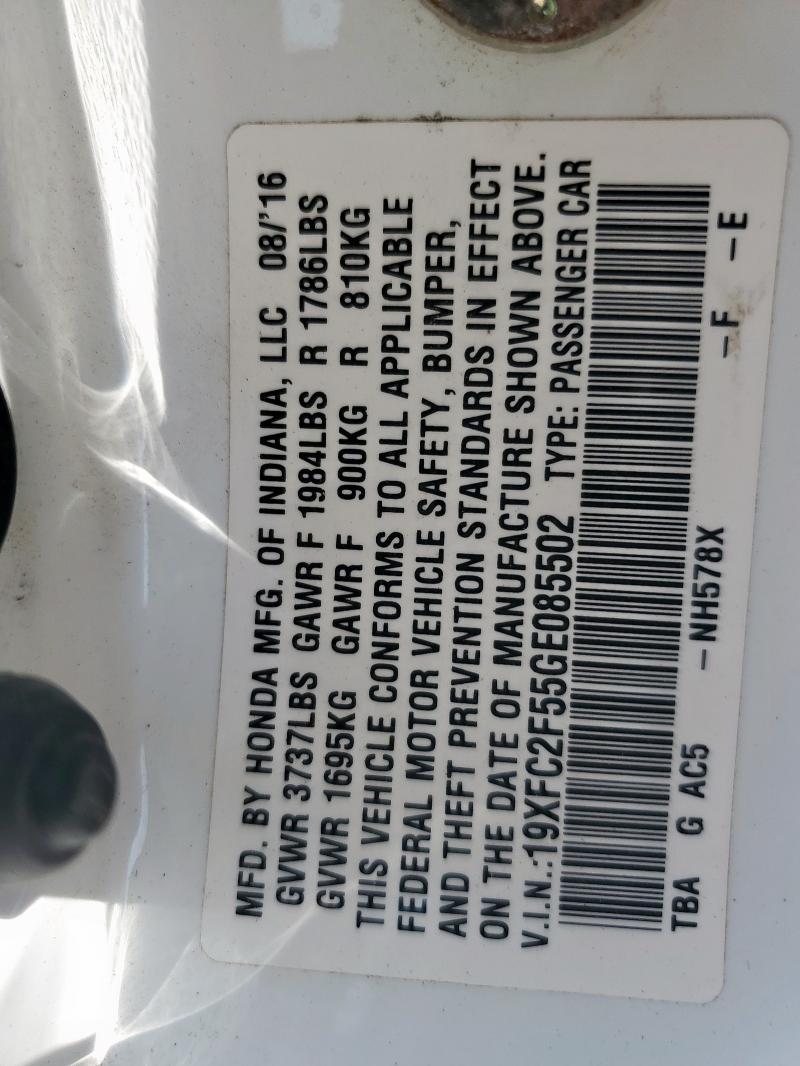 MFD. BY HONDA MFG. OF INDIANA, LLC 08/'16
GVWR 3737LBS GAWR F 1984LBS R 1786LBS
GVWR 1695KG GAWR F 900KG R 810KG
THIS VEHICLE CONFORMS TO ALL APPLICABLE
FEDERAL MOTOR VEHICLE SAFETY, BUMPER,
AND THEFT PREVENTION STANDARDS IN EFFECT
ON THE DATE OF MANUFACTURE SHOWN ABOVE.
V.I.N.:19XFC2F55GE085502 TYPE: PASSENGER CAR
TBA G AC5 –NH578X –F –E